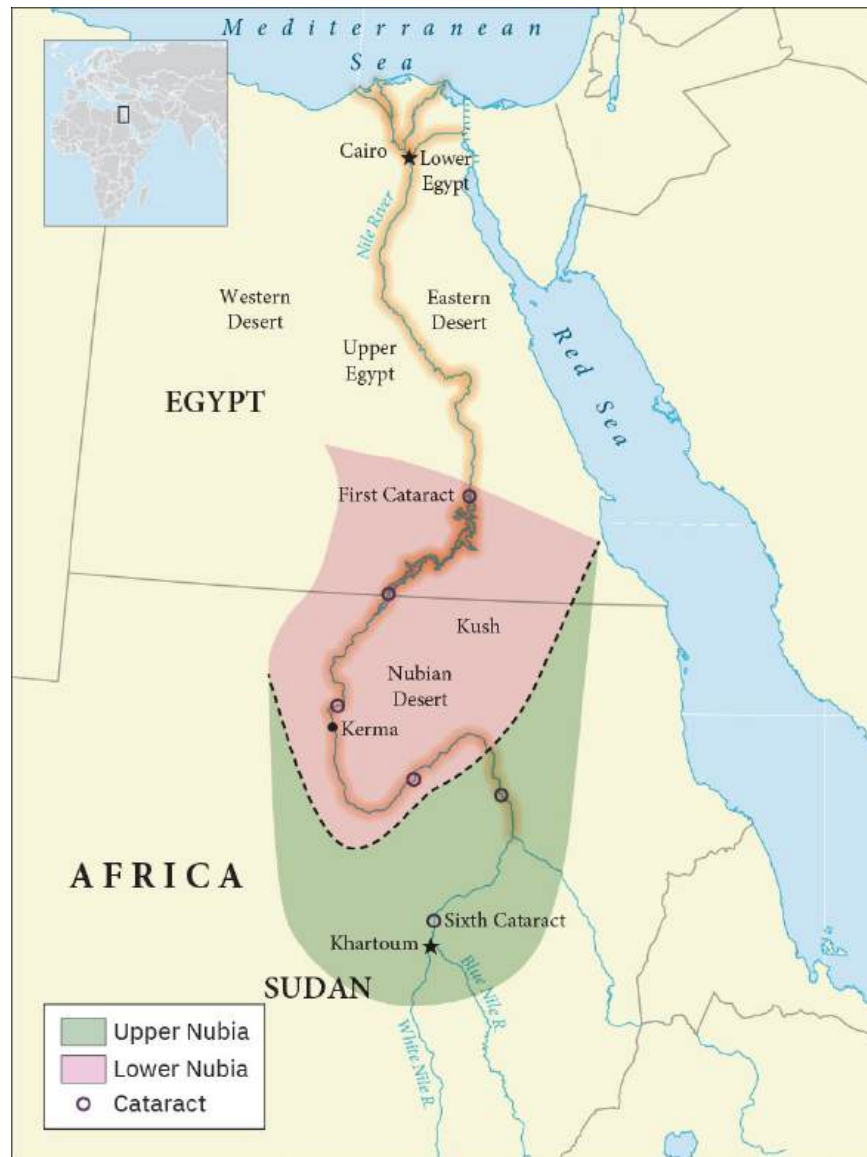 Mediterranean
Sea
Cairo
Lower
Egypt
Nile River
Western
Desert
Eastern
Desert
Upper
Egypt
Red Sea
EGYPT
First Cataract
Kush
Nubian
Desert
Kerma
AFRICA
Sixth Cataract
Khartoum
SUDAN
Blue Nile R.
White Nile R.
Upper Nubia
Lower Nubia
Cataract